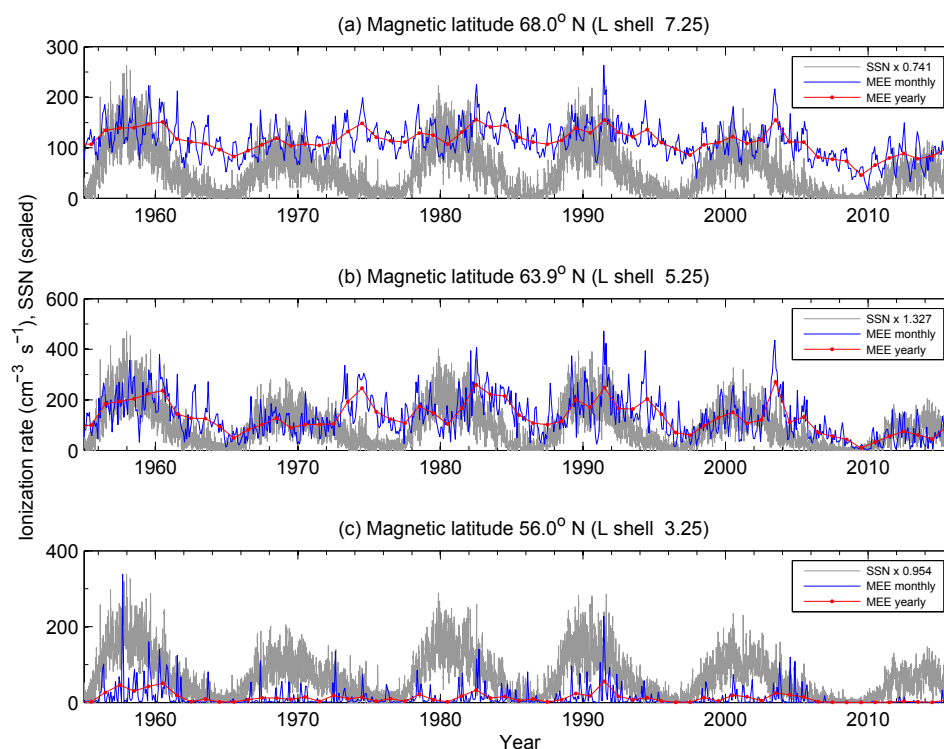 (a) Magnetic latitude 68.0° N (L shell 7.25)
300
200
100
0
SSN x 0.741
MEE monthly
MEE yearly
1960 1970 1980 1990 2000 2010
(b) Magnetic latitude 63.9° N (L shell 5.25)
Ionization rate (cm⁻³ s⁻¹), SSN (scaled)
600
400
200
0
SSN x 1.327
MEE monthly
MEE yearly
1960 1970 1980 1990 2000 2010
(c) Magnetic latitude 56.0° N (L shell 3.25)
400
200
0
SSN x 0.954
MEE monthly
MEE yearly
1960 1970 1980 1990 2000 2010
Year